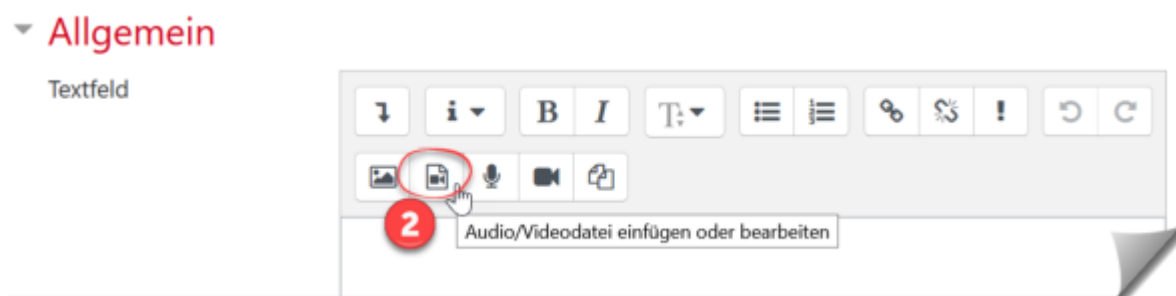 Allgemein
Textfeld
B I T
2
Audio/Videodatei einfügen oder bearbeiten